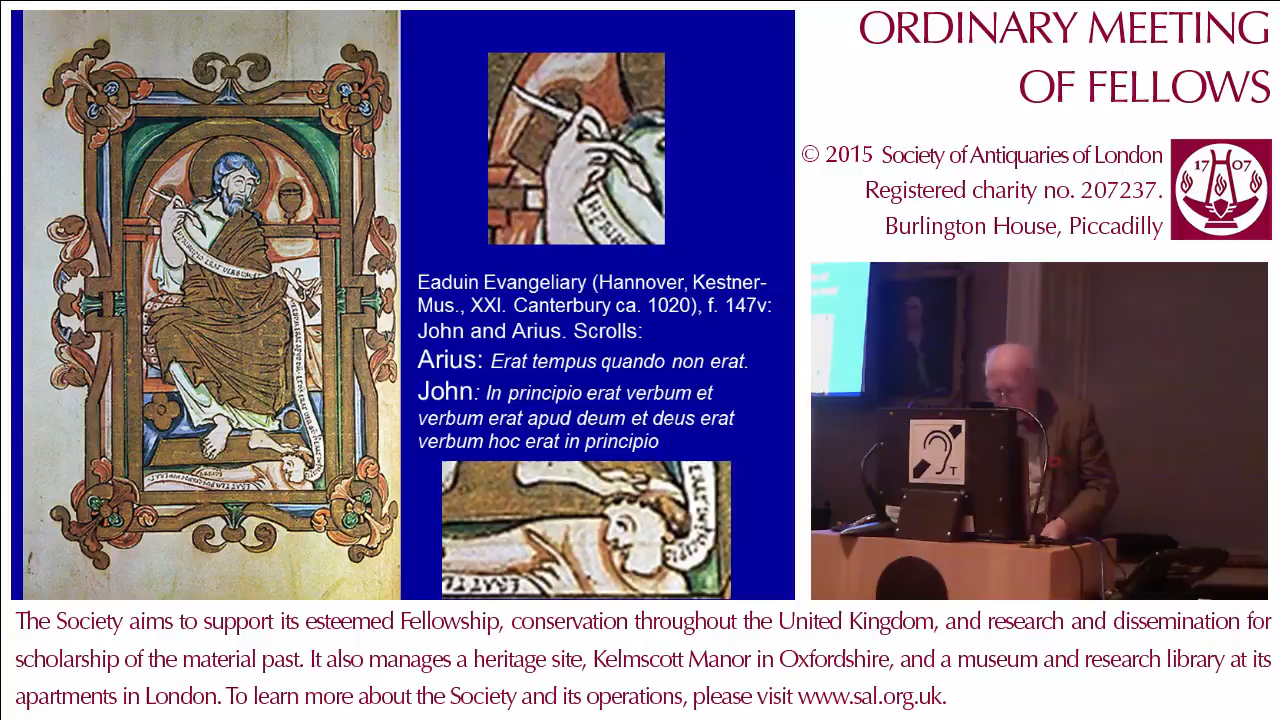 ORDINARY MEETING
OF FELLOWS
© 2015 Society of Antiquaries of London
Registered charity no. 207237.
Burlington House, Piccadilly
17 07
Eaduin Evangeliary (Hannover, Kestner-
Mus., XXI. Canterbury ca. 1020), f. 147v:
John and Arius. Scrolls:
Arius: Erat tempus quando non erat.
John: In principio erat verbum et
verbum erat apud deum et deus erat
verbum hoc erat in principio
T
The Society aims to support its esteemed Fellowship, conservation throughout the United Kingdom, and research and dissemination for
scholarship of the material past. It also manages a heritage site, Kelmscott Manor in Oxfordshire, and a museum and research library at its
apartments in London. To learn more about the Society and its operations, please visit www.sal.org.uk.